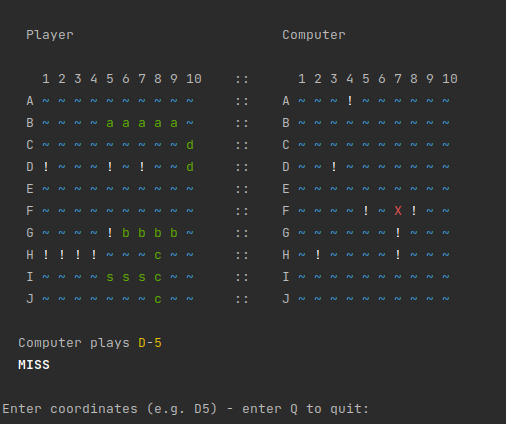 Player Computer
1 2 3 4 5 6 7 8 9 10 :: 1 2 3 4 5 6 7 8 9 10
A ~ ~ ~ ~ ~ ~ ~ ~ ~ ~ :: A ~ ~ ~ ! ~ ~ ~ ~ ~ ~
B ~ ~ ~ ~ a a a a a ~ :: B ~ ~ ~ ~ ~ ~ ~ ~ ~ ~
C ~ ~ ~ ~ ~ ~ ~ ~ ~ d :: C ~ ~ ~ ~ ~ ~ ~ ~ ~ ~
D ! ~ ~ ~ ! ~ ! ~ ~ d :: D ~ ~ ! ~ ~ ~ ~ ~ ~ ~
E ~ ~ ~ ~ ~ ~ ~ ~ ~ ~ :: E ~ ~ ~ ~ ~ ~ ~ ~ ~ ~
F ~ ~ ~ ~ ~ ~ ~ ~ ~ ~ :: F ~ ~ ~ ~ ! ~ X ! ~ ~
G ~ ~ ~ ~ ! b b b b ~ :: G ~ ~ ~ ~ ~ ~ ! ~ ~ ~
H ! ! ! ! ~ ~ ~ c ~ ~ :: H ~ ! ~ ~ ~ ~ ! ~ ~ ~
I ~ ~ ~ ~ s s s c ~ ~ :: I ~ ~ ~ ~ ~ ~ ~ ~ ~ ~
J ~ ~ ~ ~ ~ ~ ~ c ~ ~ :: J ~ ~ ~ ~ ~ ~ ~ ~ ~ ~
Computer plays D-5
MISS
Enter coordinates (e.g. D5) - enter Q to quit: